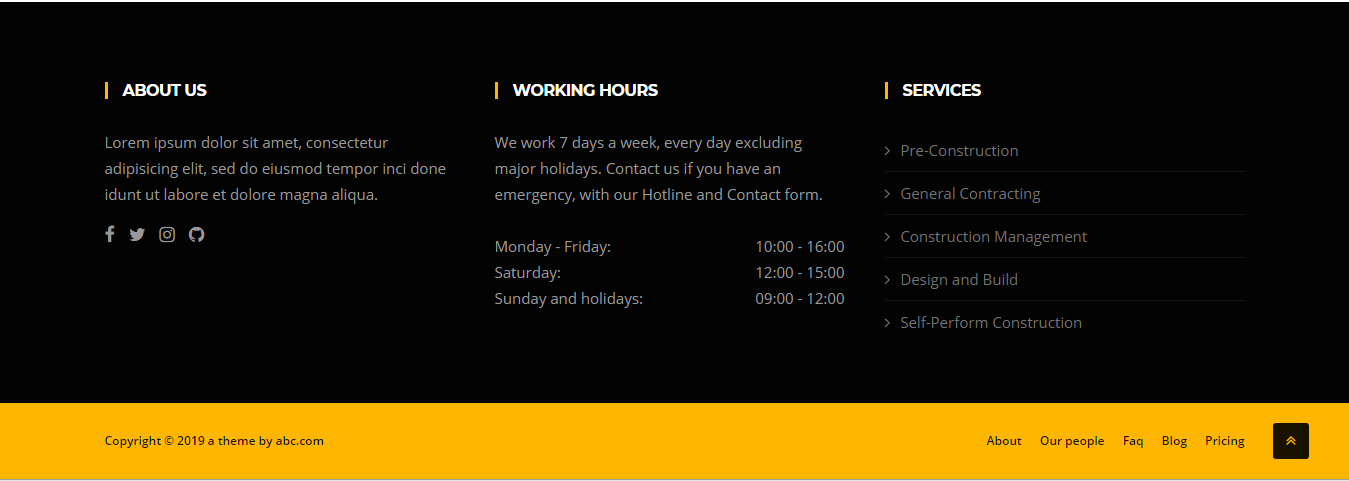 ABOUT US
Lorem ipsum dolor sit amet, consectetur
adipisicing elit, sed do eiusmod tempor inci done
idunt ut labore et dolore magna aliqua.
WORKING HOURS
We work 7 days a week, every day excluding
major holidays. Contact us if you have an
emergency, with our Hotline and Contact form.
Monday - Friday: 10:00 - 16:00
Saturday: 12:00 - 15:00
Sunday and holidays: 09:00 - 12:00
SERVICES
Pre-Construction
General Contracting
Construction Management
Design and Build
Self-Perform Construction
Copyright © 2019 a theme by abc.com
About Our people Faq Blog Pricing